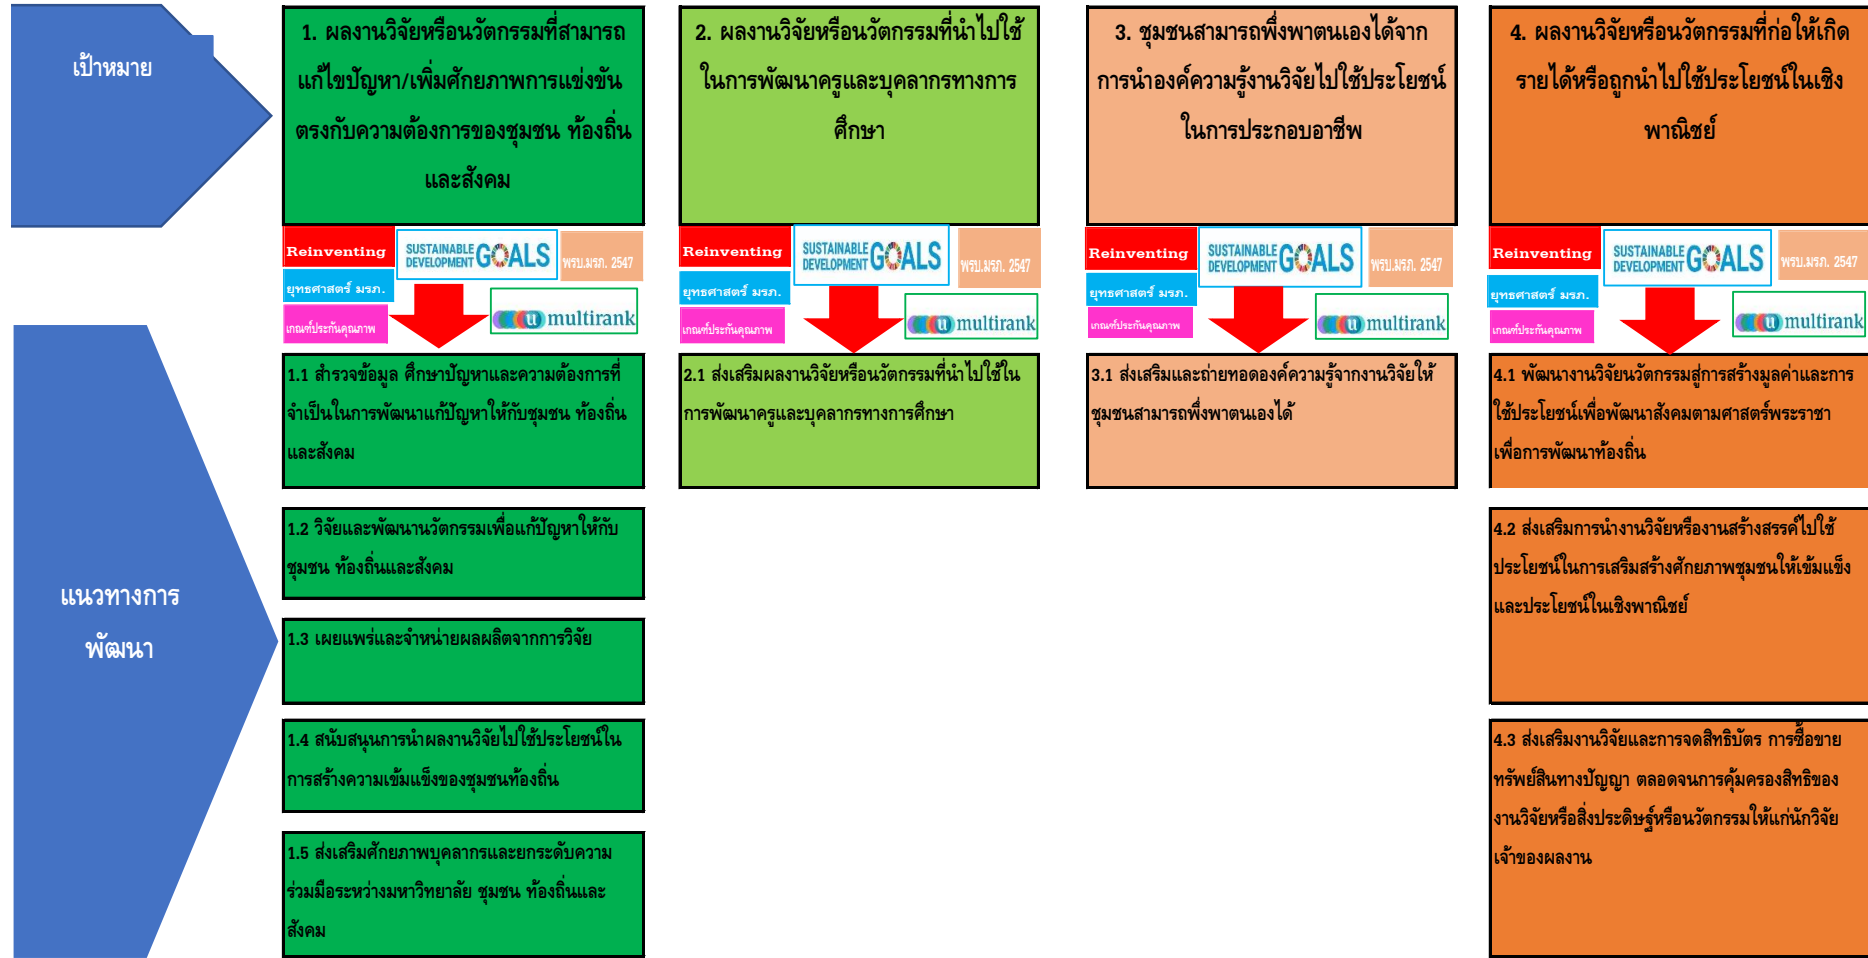 เป้าหมาย
1. ผลงานวิจัยหรือนวัตกรรมที่สามารถ
แก้ไขปัญหา/เพิ่มศักยภาพการแข่งขัน
ตรงกับความต้องการของชุมชน ท้องถิ่น
และสังคม
2. ผลงานวิจัยหรือนวัตกรรมที่นำไปใช้
ในการพัฒนาครูและบุคลากรทางการ
ศึกษา
3. ชุมชนสามารถพึ่งพาตนเองได้จาก
การนำองค์ความรู้งานวิจัยไปใช้ประโยชน์
ในการประกอบอาชีพ
4. ผลงานวิจัยหรือนวัตกรรมที่ก่อให้เกิด
รายได้หรือถูกนำไปใช้ประโยชน์ในเชิง
พาณิชย์
Reinventing
SUSTAINABLE
DEVELOPMENT GOALS
พรบ.มรภ. 2547
ยุทธศาสตร์ มรภ.
เกณฑ์ประกันคุณภาพ
u multirank
Reinventing
SUSTAINABLE
DEVELOPMENT GOALS
พรบ.มรภ. 2547
ยุทธศาสตร์ มรภ.
เกณฑ์ประกันคุณภาพ
u multirank
Reinventing
SUSTAINABLE
DEVELOPMENT GOALS
พรบ.มรภ. 2547
ยุทธศาสตร์ มรภ.
เกณฑ์ประกันคุณภาพ
u multirank
Reinventing
SUSTAINABLE
DEVELOPMENT GOALS
พรบ.มรภ. 2547
ยุทธศาสตร์ มรภ.
เกณฑ์ประกันคุณภาพ
u multirank
แนวทางการ
พัฒนา
1.1 สำรวจข้อมูล ศึกษาปัญหาและความต้องการที่
จำเป็นในการพัฒนาแก้ปัญหาให้กับชุมชน ท้องถิ่น
และสังคม
1.2 วิจัยและพัฒนานวัตกรรมเพื่อแก้ปัญหาให้กับ
ชุมชน ท้องถิ่นและสังคม
1.3 เผยแพร่และจำหน่ายผลผลิตจากการวิจัย
1.4 สนับสนุนการนำผลงานวิจัยไปใช้ประโยชน์ใน
การสร้างความเข้มแข็งของชุมชนท้องถิ่น
1.5 ส่งเสริมศักยภาพบุคลากรและยกระดับความ
ร่วมมือระหว่างมหาวิทยาลัย ชุมชน ท้องถิ่นและ
สังคม
2.1 ส่งเสริมผลงานวิจัยหรือนวัตกรรมที่นำไปใช้ใน
การพัฒนาครูและบุคลากรทางการศึกษา
3.1 ส่งเสริมและถ่ายทอดองค์ความรู้จากงานวิจัยให้
ชุมชนสามารถพึ่งพาตนเองได้
4.1 พัฒนางานวิจัยนวัตกรรมสู่การสร้างมูลค่าและการ
ใช้ประโยชน์เพื่อพัฒนาสังคมตามศาสตร์พระราชา
เพื่อการพัฒนาท้องถิ่น
4.2 ส่งเสริมการนำงานวิจัยหรืองานสร้างสรรค์ไปใช้
ประโยชน์ในการเสริมสร้างศักยภาพชุมชนให้เข้มแข็ง
และประโยชน์ในเชิงพาณิชย์
4.3 ส่งเสริมงานวิจัยและการจดสิทธิบัตร การซื้อขาย
ทรัพย์สินทางปัญญา ตลอดจนการคุ้มครองสิทธิของ
งานวิจัยหรือสิ่งประดิษฐ์หรือนวัตกรรมให้แก่นักวิจัย
เจ้าของผลงาน